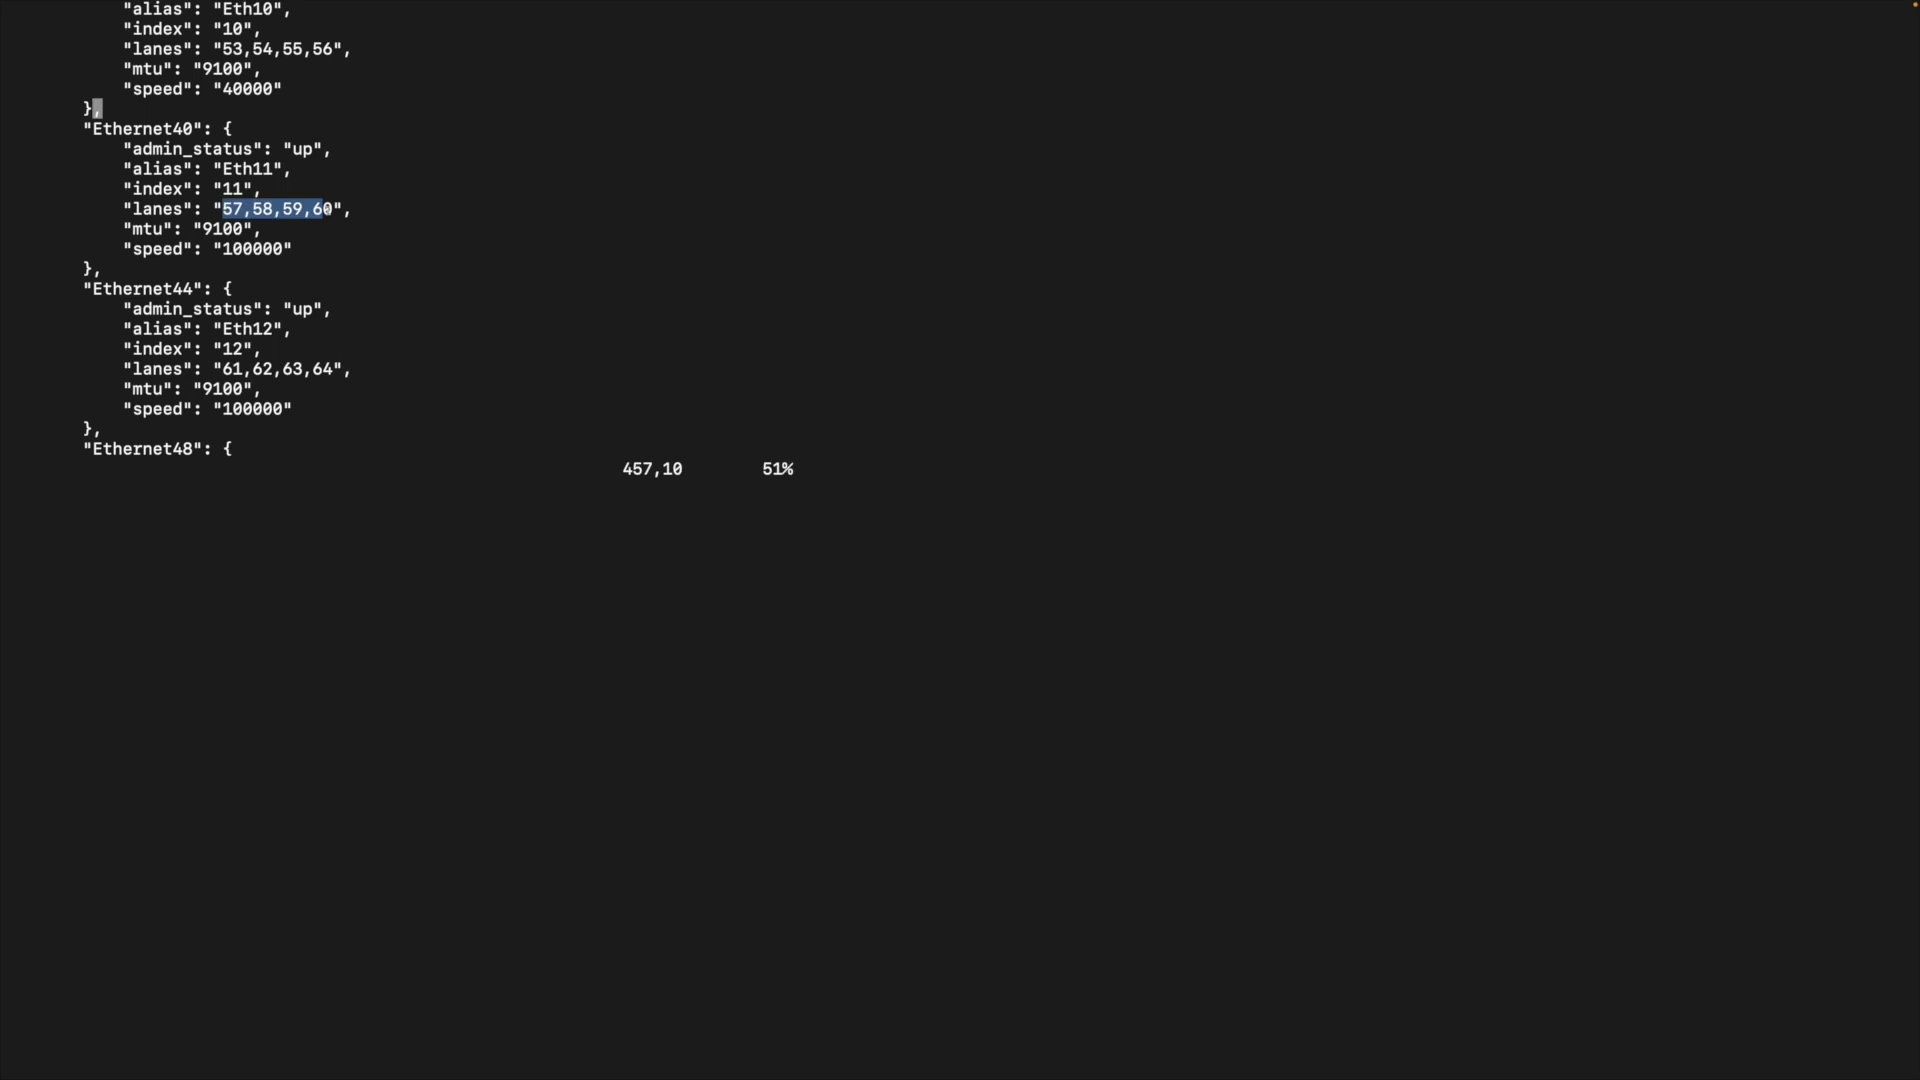 "alias": "Eth10",
"index": "10",
"lanes": "53,54,55,56",
"mtu": "9100",
"speed": "40000"
},
"Ethernet40": {
"admin_status": "up",
"alias": "Eth11",
"index": "11",
"lanes": "57,58,59,60",
"mtu": "9100",
"speed": "100000"
},
"Ethernet44": {
"admin_status": "up",
"alias": "Eth12",
"index": "12",
"lanes": "61,62,63,64",
"mtu": "9100",
"speed": "100000"
},
"Ethernet48": {
457,10 51%